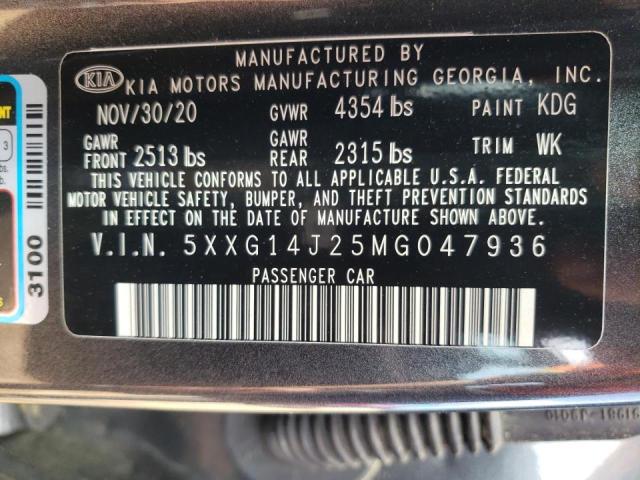 MANUFACTURED BY
KIA KIA MOTORS MANUFACTURING GEORGIA, INC.
NOV/30/20 GVWR 4354 lbs PAINT KDG
GAWR FRONT 2513 lbs GAWR REAR 2315 lbs TRIM WK
THIS VEHICLE CONFORMS TO ALL APPLICABLE U.S.A. FEDERAL
MOTOR VEHICLE SAFETY, BUMPER, AND THEFT PREVENTION STANDARDS
IN EFFECT ON THE DATE OF MANUFACTURE SHOWN ABOVE.
V.I.N. 5XXG14J25MG047936
PASSENGER CAR
3100
3